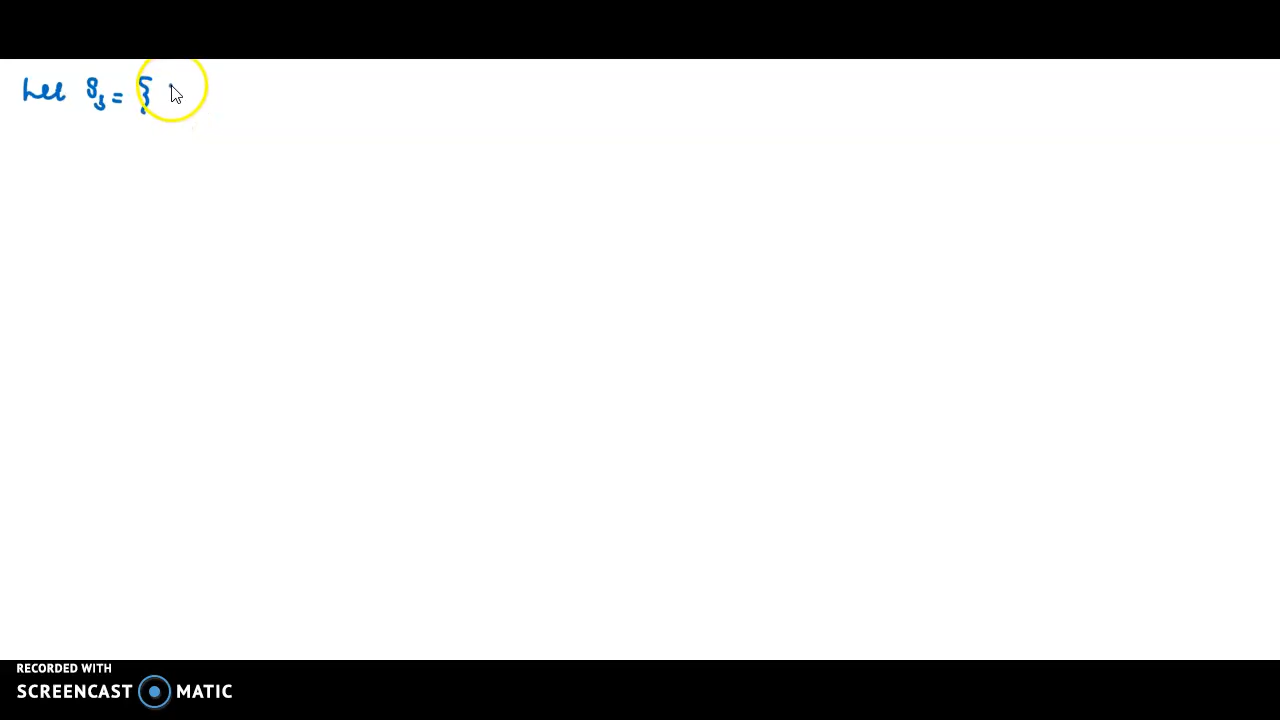 Let S₃ = {
RECORDED WITH
SCREENCAST MATIC